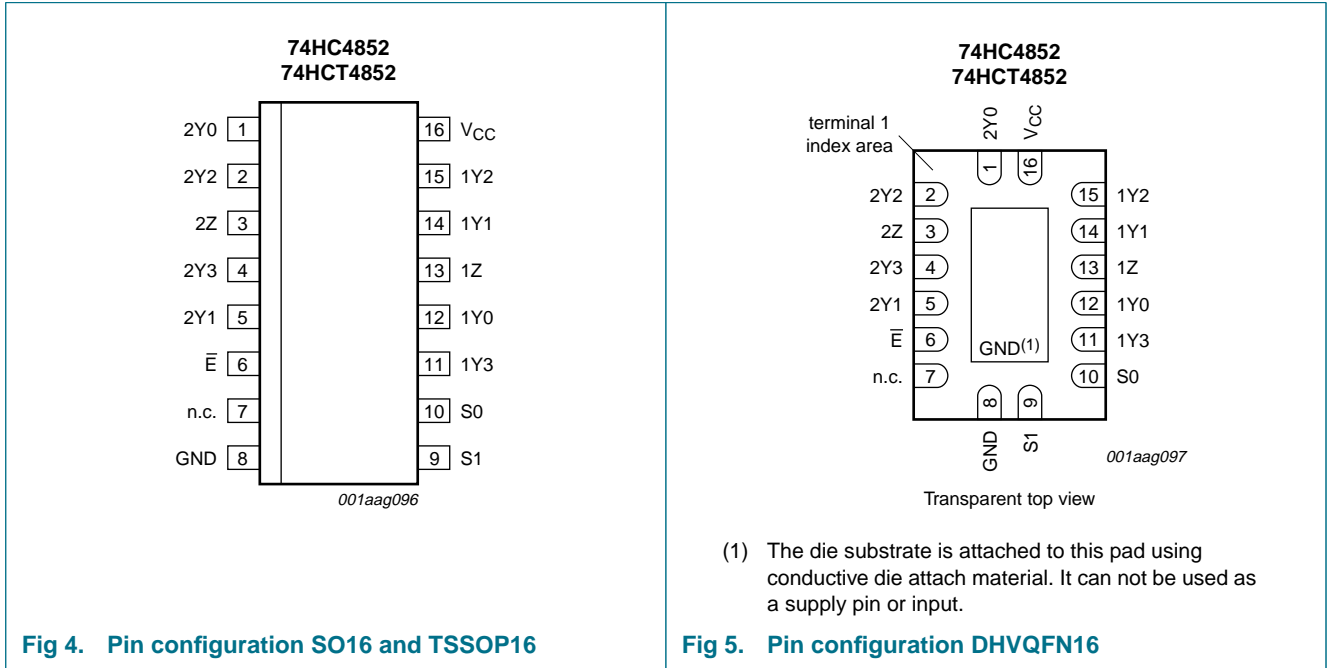 74HC4852
74HCT4852
2Y0 1
16 VCC
2Y2 2
15 1Y2
2Z 3
14 1Y1
2Y3 4
13 1Z
2Y1 5
12 1Y0
E̅ 6
11 1Y3
n.c. 7
10 S0
GND 8
9 S1
001aag096
Fig 4. Pin configuration SO16 and TSSOP16
74HC4852
74HCT4852
terminal 1
index area
2Y0
VCC
1
16
2Y2 2
15 1Y2
2Z 3
14 1Y1
2Y3 4
13 1Z
2Y1 5
12 1Y0
E̅ 6
11 1Y3
GND(1)
n.c. 7
10 S0
8
9
GND
S1
001aag097
Transparent top view
(1) The die substrate is attached to this pad using
conductive die attach material. It can not be used as
a supply pin or input.
Fig 5. Pin configuration DHVQFN16